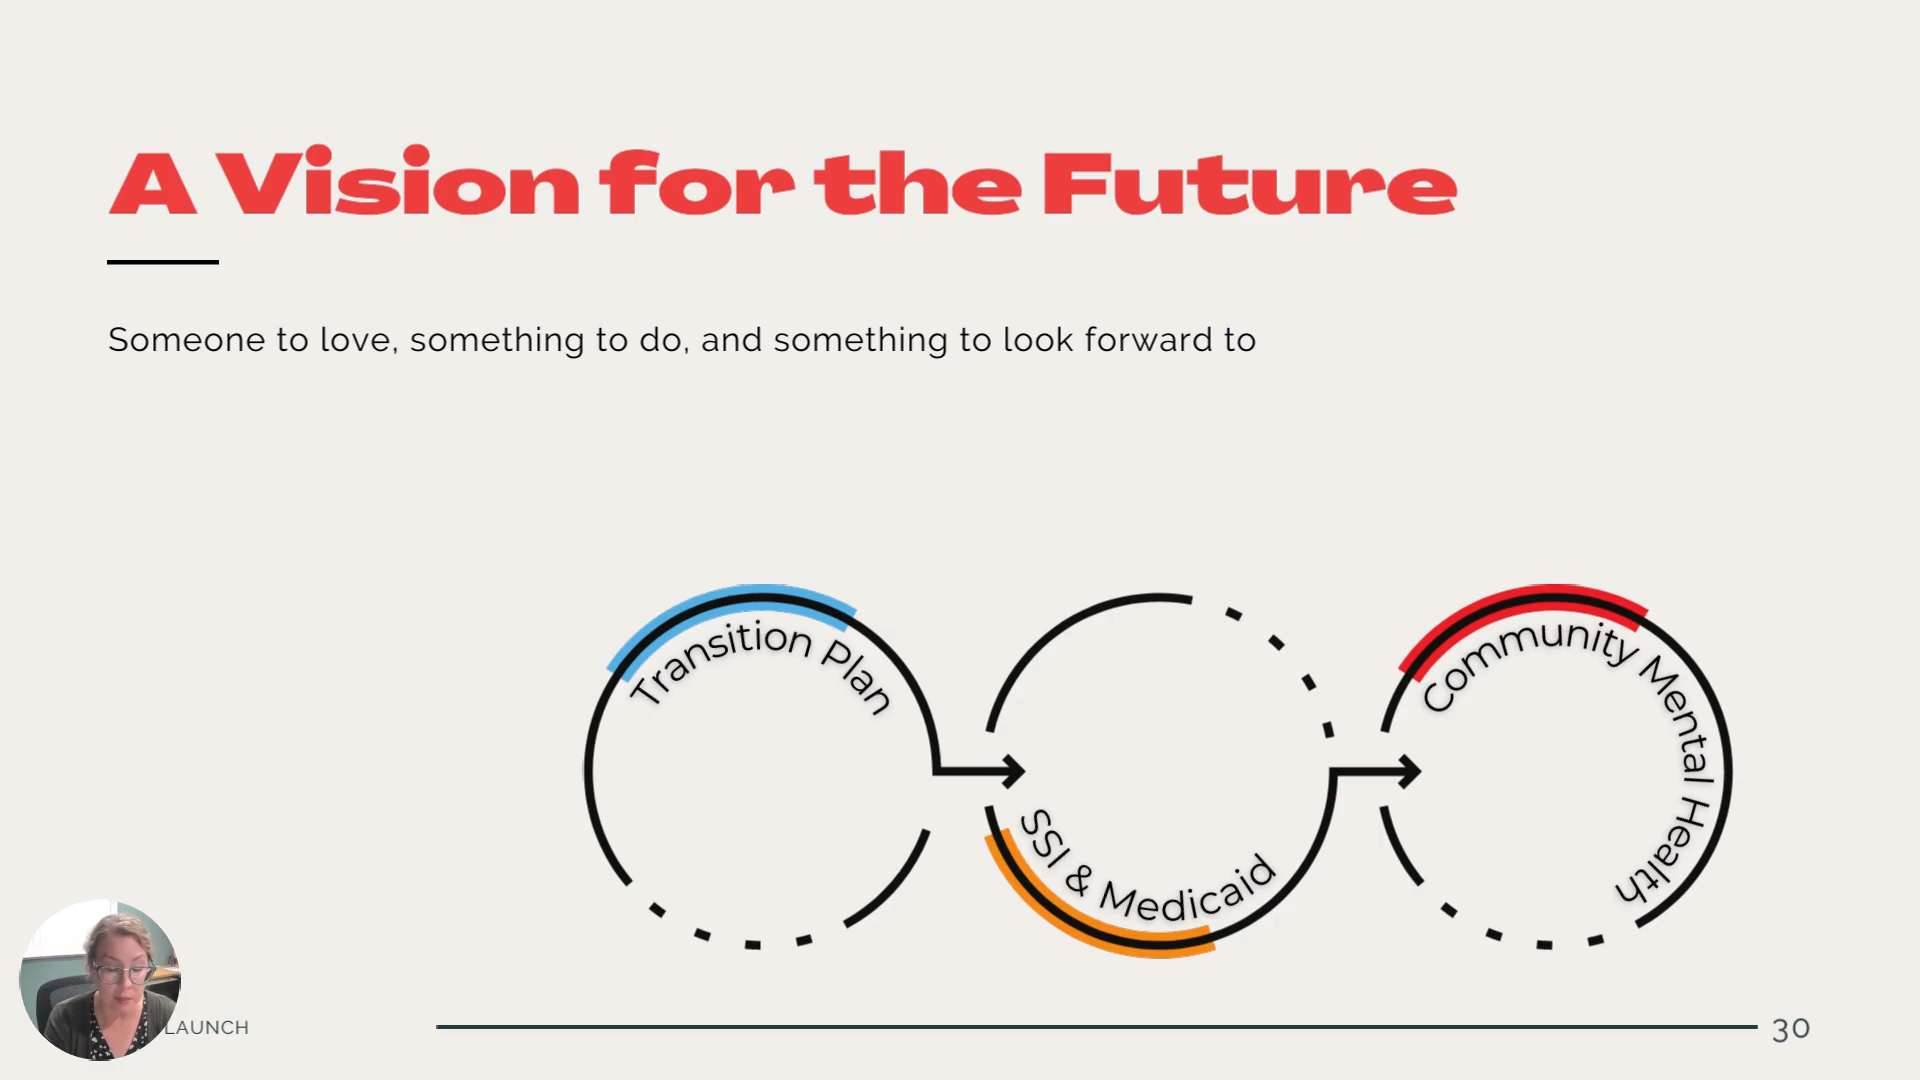 A Vision for the Future
Someone to love, something to do, and something to look forward to
Transition Plan
SSI & Medicaid
Community Mental Health
LAUNCH
30